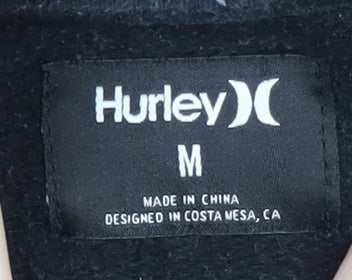 Hurley
M
MADE IN CHINA
DESIGNED IN COSTA MESA, CA